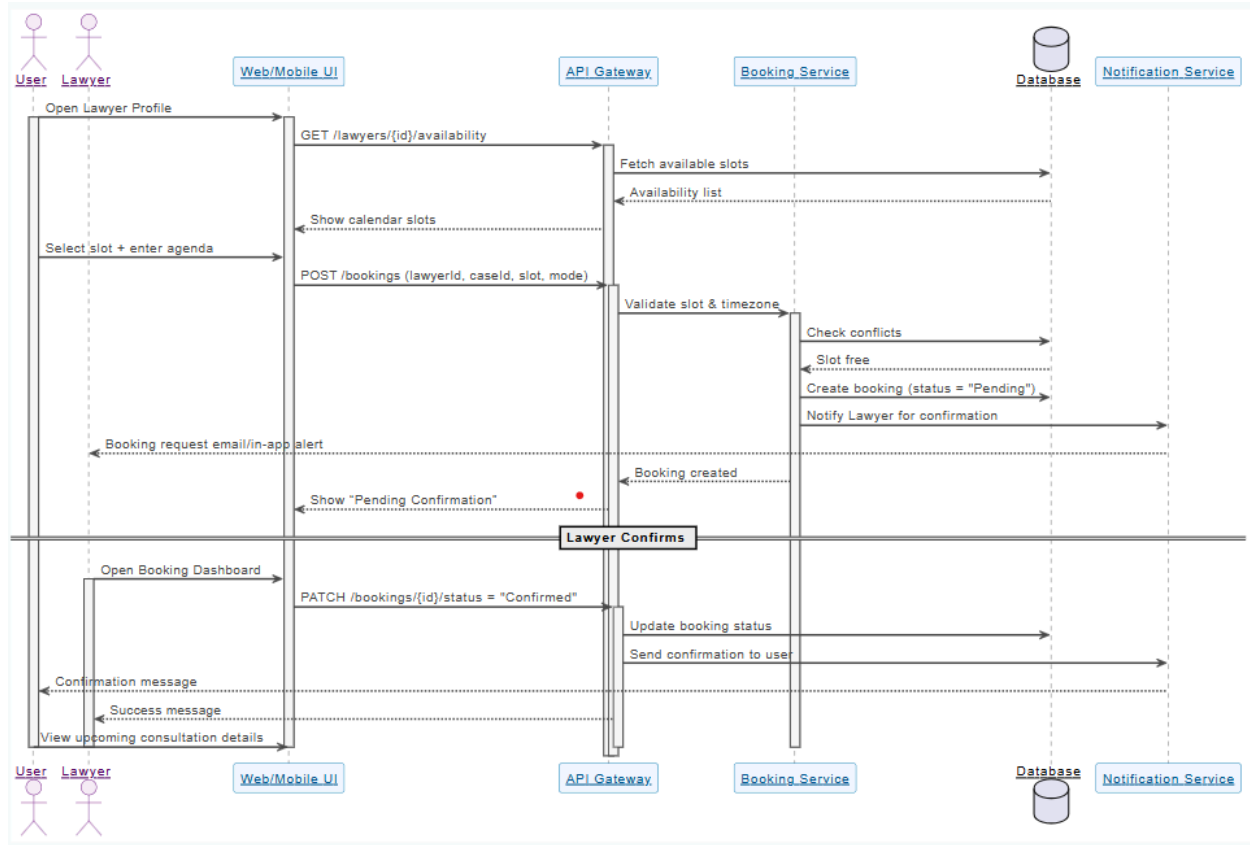 User
Lawyer
Web/Mobile UI
API Gateway
Booking Service
Database
Notification Service
Open Lawyer Profile
GET /lawyers/{id}/availability
Fetch available slots
Availability list
Show calendar slots
Select slot + enter agenda
POST /bookings (lawyerId, caseId, slot, mode)
Validate slot & timezone
Check conflicts
Slot free
Create booking (status = "Pending")
Notify Lawyer for confirmation
Booking request email/in-app alert
Booking created
Show "Pending Confirmation"
Lawyer Confirms
Open Booking Dashboard
PATCH /bookings/{id}/status = "Confirmed"
Update booking status
Send confirmation to user
Confirmation message
Success message
View upcoming consultation details
User
Lawyer
Web/Mobile UI
API Gateway
Booking Service
Database
Notification Service